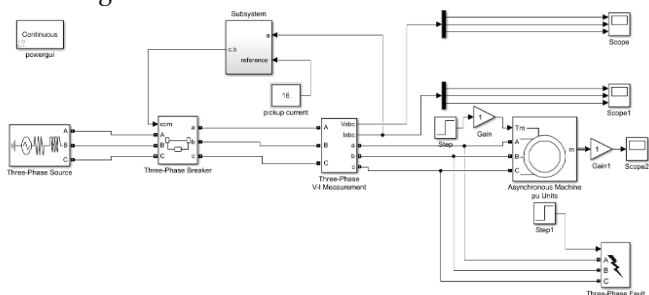 Subsystem
Continuous
powergui
c.b
a
reference
16
pickup current
Scope
Scope1
com
A
B
C
a
b
c
Three-Phase Source
Three-Phase Breaker
A
B
C
Vabc
Iabc
a
b
c
Three-Phase
V-I Measurement
Step
1
Gain
Tm
A
B
C
m
Asynchronous Machine
pu Units
1
Gain1
Scope2
Step1
A
B
C
Three-Phase Fault